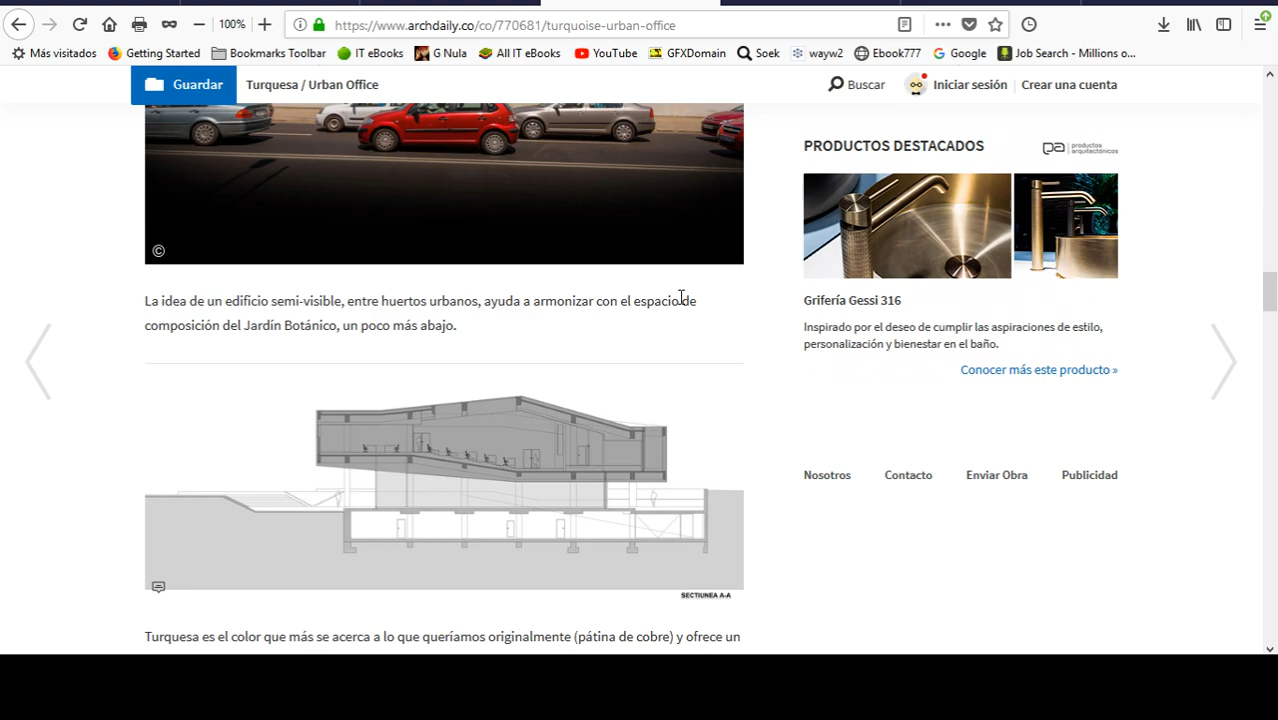 100%
https://www.archdaily.co/co/770681/turquoise-urban-office
Más visitados
Getting Started
Bookmarks Toolbar
IT eBooks
G Nula
All IT eBooks
YouTube
GFXDomain
Soek
wayw2
Ebook777
Google
Job Search - Millions o...
Guardar
Turquesa / Urban Office
Buscar
Iniciar sesión
Crear una cuenta
©
La idea de un edificio semi-visible, entre huertos urbanos, ayuda a armonizar con el espacio de
composición del Jardín Botánico, un poco más abajo.
SECTIUNEA A-A
Turquesa es el color que más se acerca a lo que queríamos originalmente (pátina de cobre) y ofrece un
PRODUCTOS DESTACADOS
pa productos
arquitectónicos
Grifería Gessi 316
Inspirado por el deseo de cumplir las aspiraciones de estilo,
personalización y bienestar en el baño.
Conocer más este producto »
Nosotros
Contacto
Enviar Obra
Publicidad